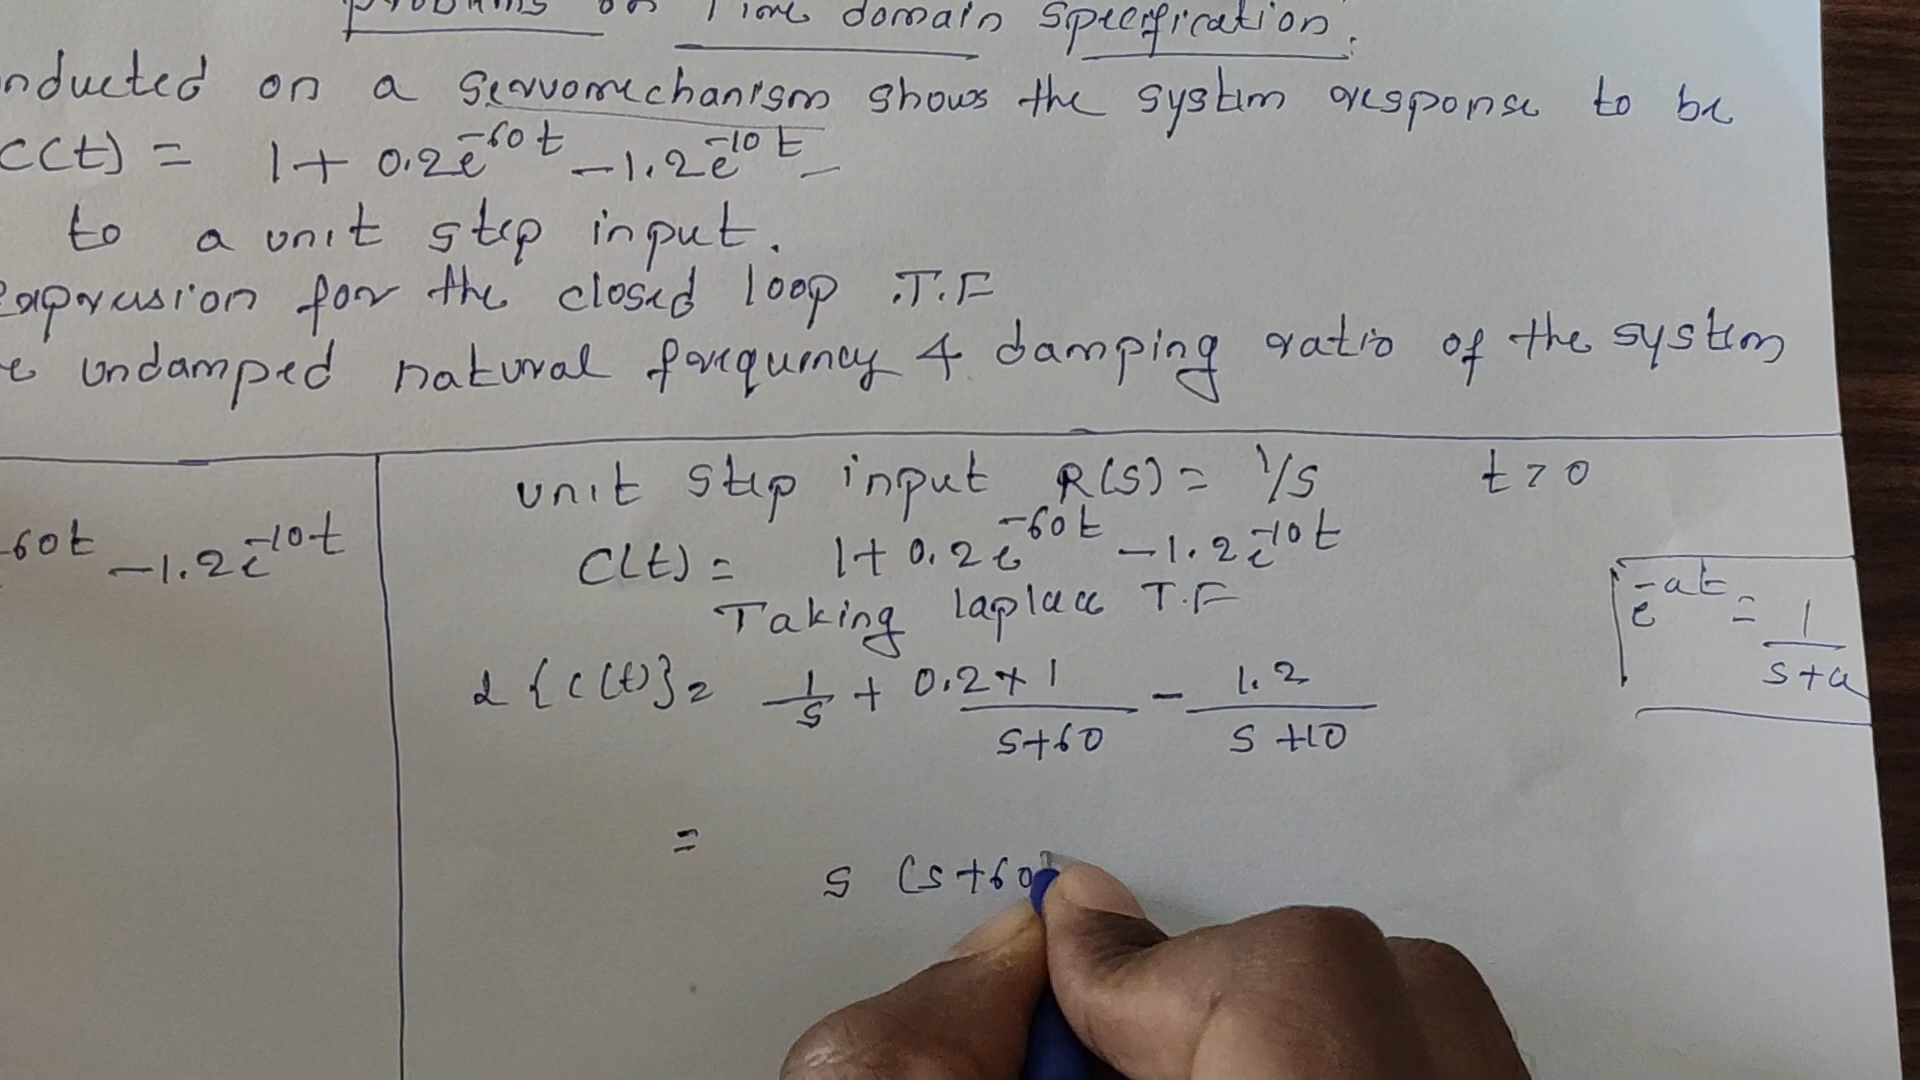 problems on Time domain Specification.
nducted on a Servomechanism shows the system response to be
C(t) = 1 + 0.2e^-60t - 1.2e^-10t
to a unit step input.
expression for the closed loop T.F
e undamped natural frequency & damping ratio of the system
unit step input R(S) = 1/S t ≥ 0
-60t - 1.2e^-10t
C(t) = 1 + 0.2e^-60t - 1.2e^-10t
Taking laplace T.F
e^-at = 1/(s+a)
L{c(t)} = 1/s + 0.2 × 1/(s+60) - 1.2/(s+10)
=
s (s+60)